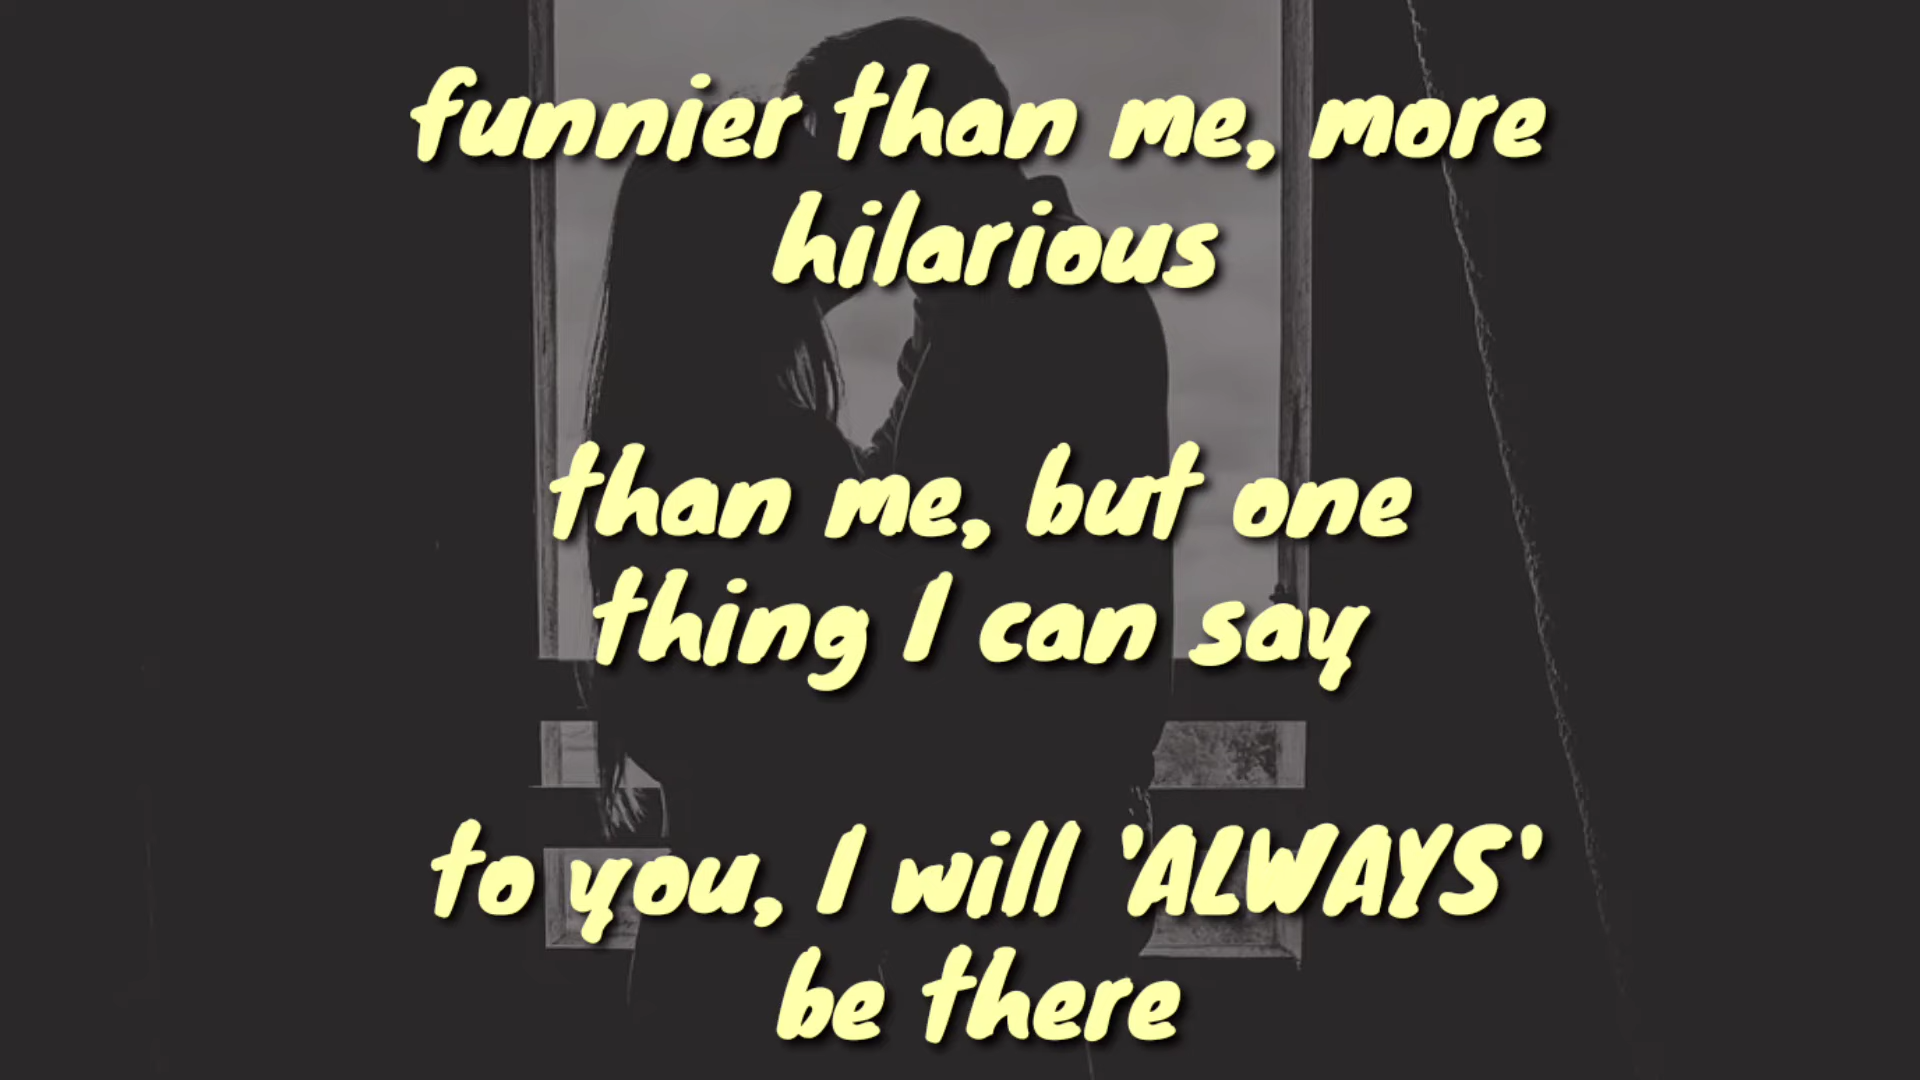 funnier than me, more
hilarious
than me, but one
thing I can say
to you, I will 'ALWAYS'
be there